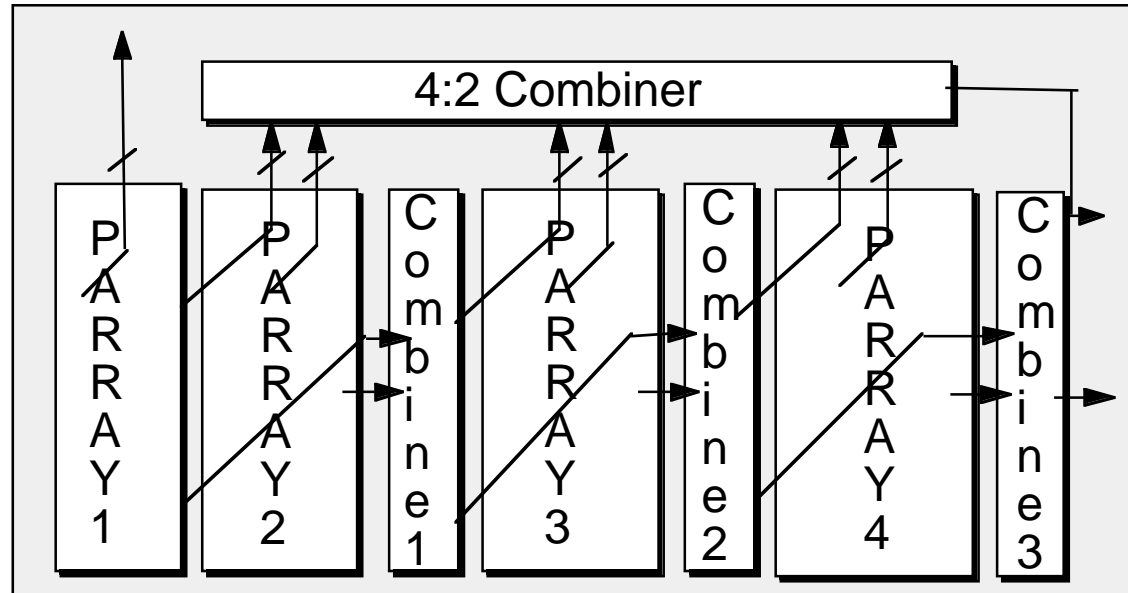 4:2 Combiner
PARRAY1
PARRAY2
Combine1
PARRAY3
Combine2
PARRAY4
Combine3